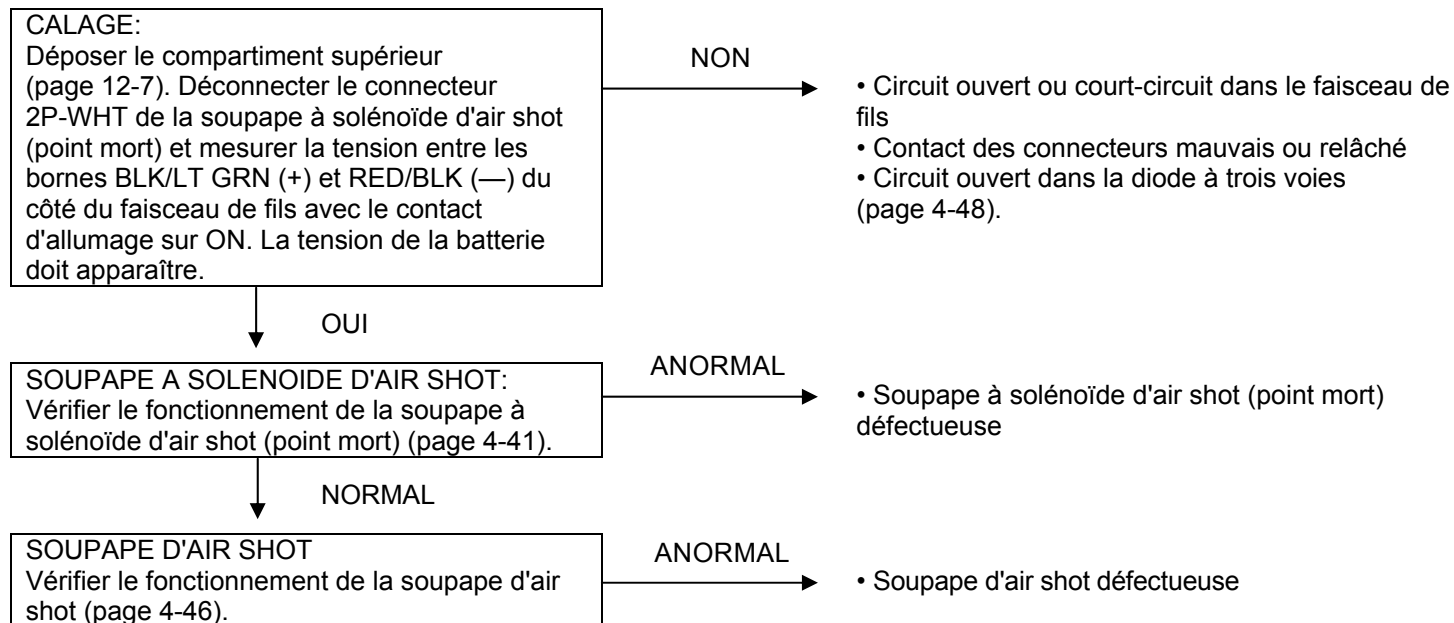 CALAGE:
Déposer le compartiment supérieur
(page 12-7). Déconnecter le connecteur
2P-WHT de la soupape à solénoïde d'air shot
(point mort) et mesurer la tension entre les
bornes BLK/LT GRN (+) et RED/BLK (—) du
côté du faisceau de fils avec le contact
d'allumage sur ON. La tension de la batterie
doit apparaître.
NON
• Circuit ouvert ou court-circuit dans le faisceau de
fils
• Contact des connecteurs mauvais ou relâché
• Circuit ouvert dans la diode à trois voies
(page 4-48).
OUI
SOUPAPE A SOLENOIDE D'AIR SHOT:
Vérifier le fonctionnement de la soupape à
solénoïde d'air shot (point mort) (page 4-41).
ANORMAL
• Soupape à solénoïde d'air shot (point mort)
défectueuse
NORMAL
SOUPAPE D'AIR SHOT
Vérifier le fonctionnement de la soupape d'air
shot (page 4-46).
ANORMAL
• Soupape d'air shot défectueuse